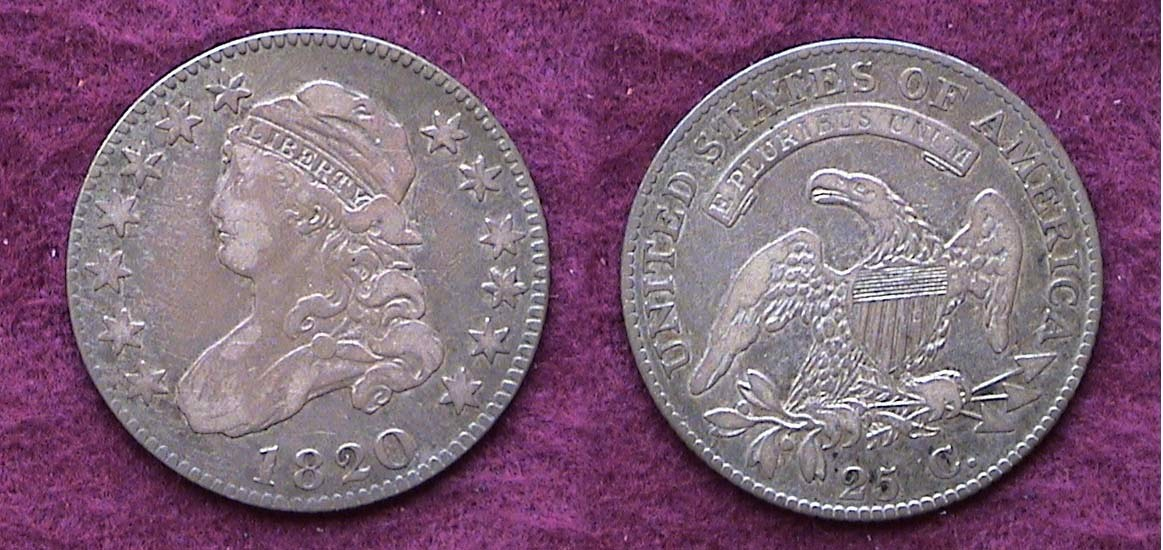 LIBERTY
1820
UNITED STATES OF AMERICA
E PLURIBUS UNUM
25 C.